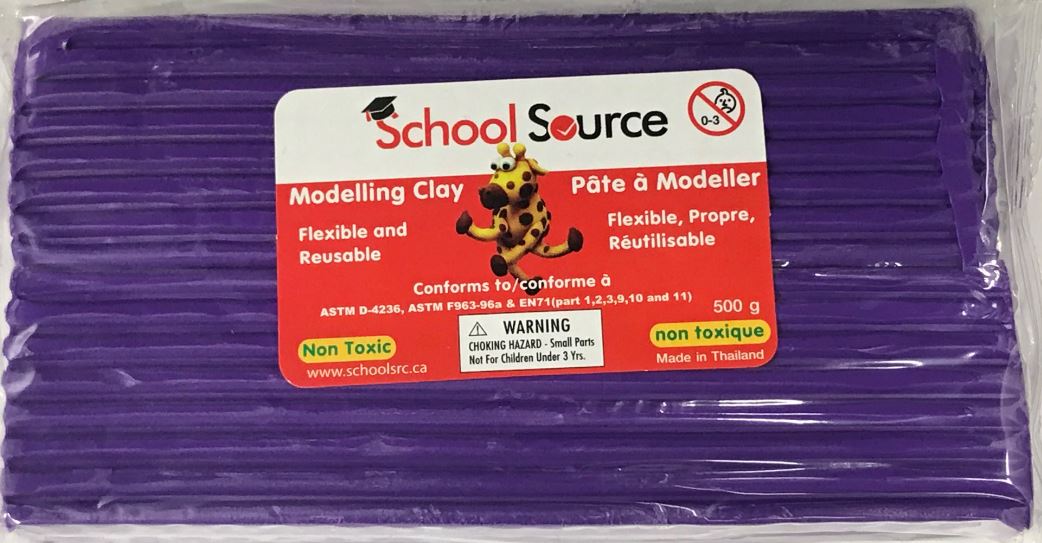 School Source
0-3
Modelling Clay
Pâte à Modeller
Flexible and
Reusable
Flexible, Propre,
Réutilisable
Conforms to/conforme à
ASTM D-4236, ASTM F963-96a & EN71(part 1,2,3,9,10 and 11)
500 g
Non Toxic
www.schoolsrc.ca
WARNING
CHOKING HAZARD - Small Parts
Not For Children Under 3 Yrs.
non toxique
Made in Thailand